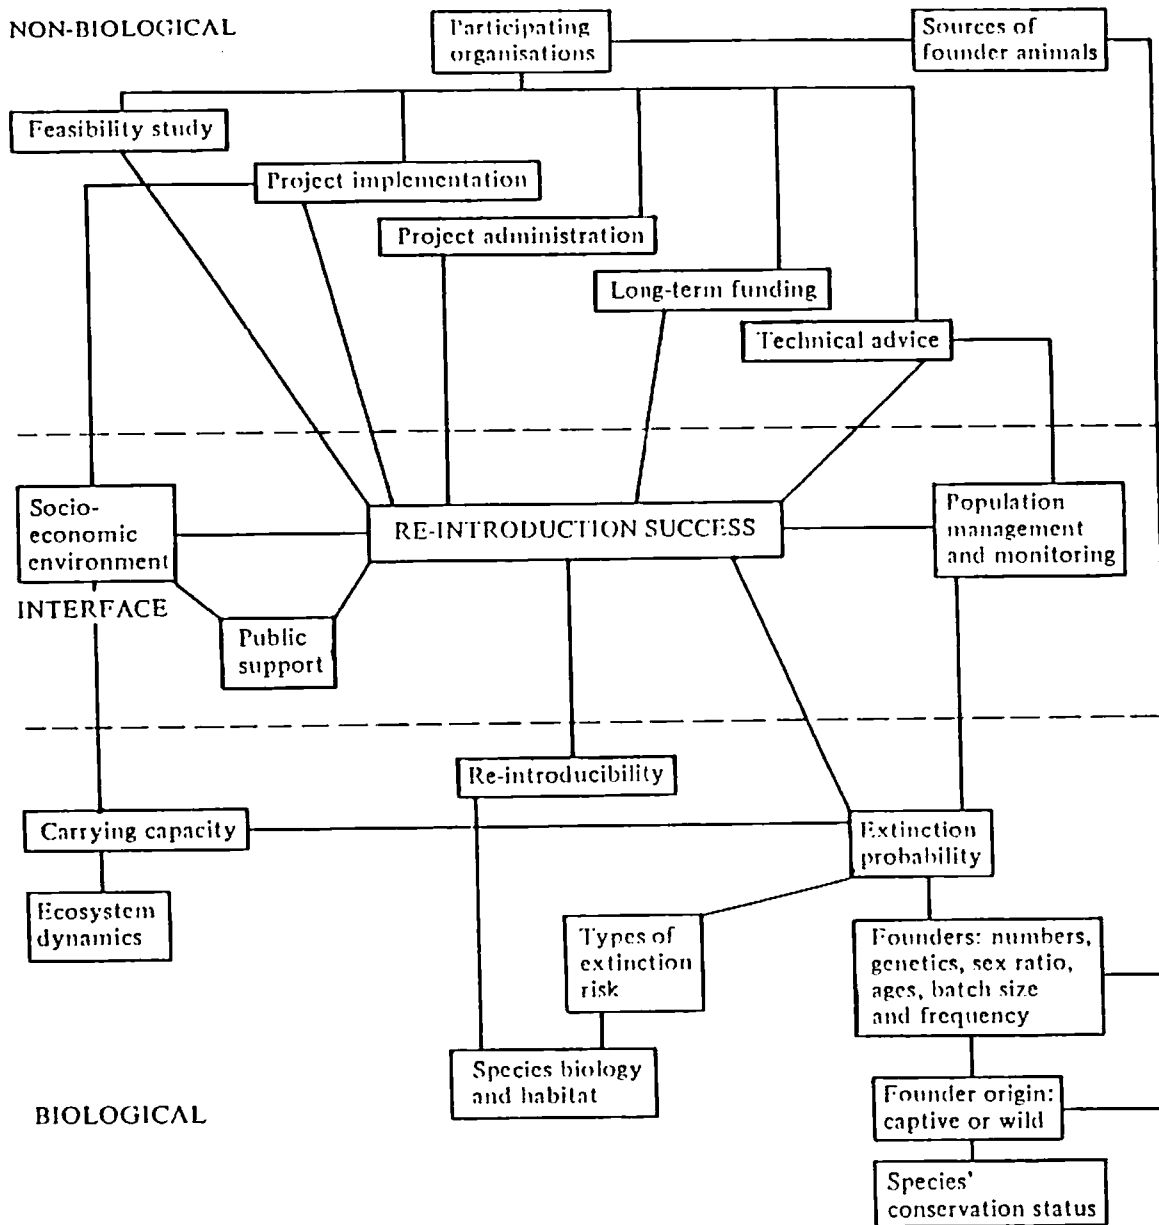 NON-BIOLOGICAL
Participating
organisations
Sources of
founder animals
Feasibility study
Project implementation
Project administration
Long-term funding
Technical advice
Socio-
economic
environment
RE-INTRODUCTION SUCCESS
Population
management
and monitoring
INTERFACE
Public
support
Re-introducibility
Carrying capacity
Extinction
probability
Ecosystem
dynamics
Types of
extinction
risk
Founders: numbers,
genetics, sex ratio,
ages, batch size
and frequency
Species biology
and habitat
BIOLOGICAL
Founder origin:
captive or wild
Species'
conservation status